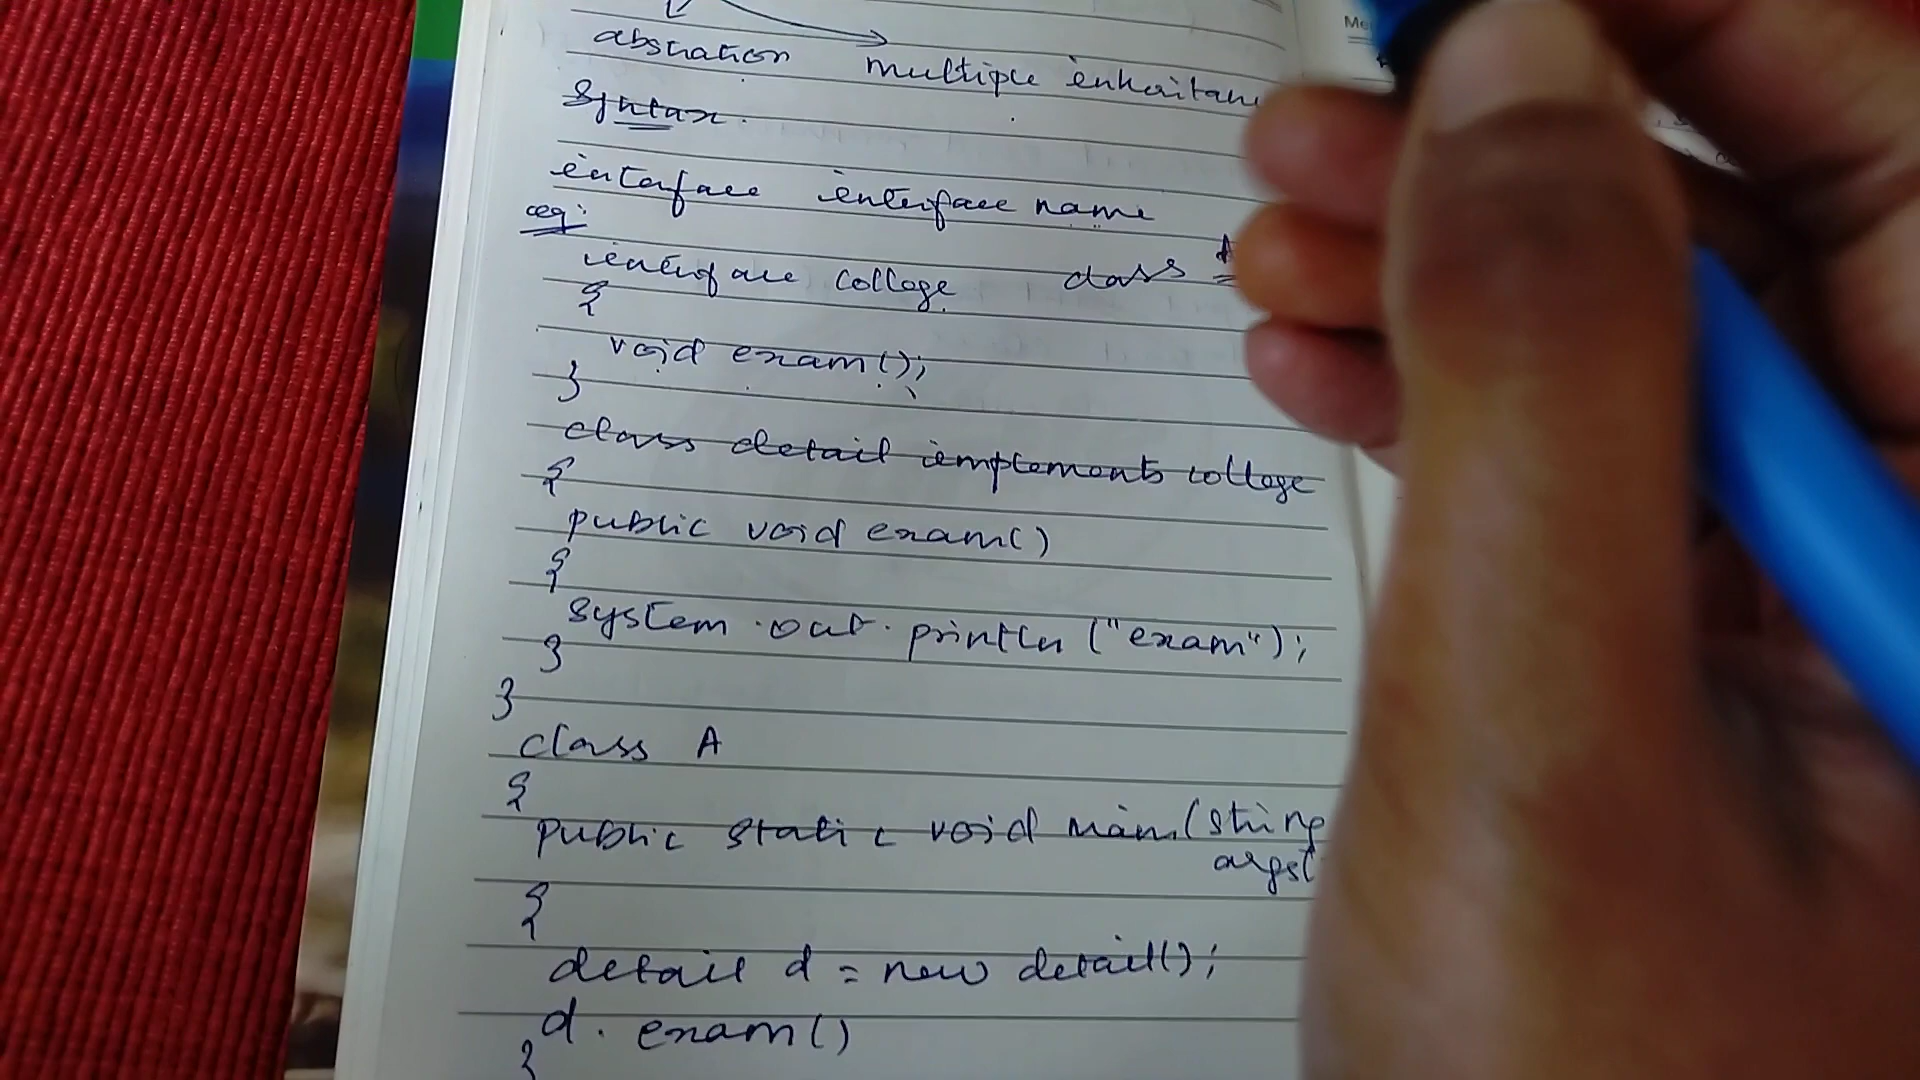 abstration multiple inheritan
Syntax.
interface interface name
eg:
interface college class A
{
void exam();
}
class detail implements college
{
public void exam()
{
system.out.println("exam");
}
}
class A
{
public static void main(string
args[
{
detail d = new detail();
d. exam()
}